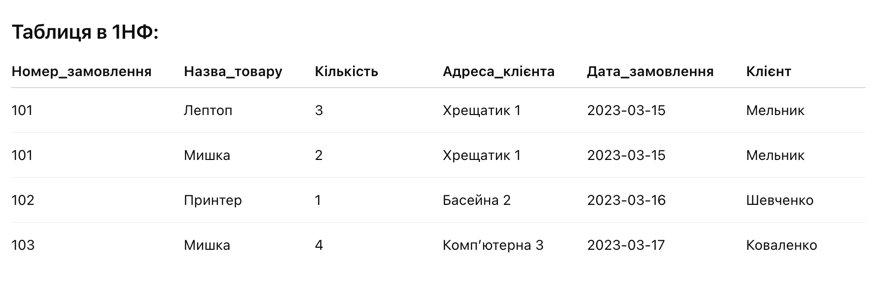 Таблиця в 1НФ:
Номер_замовлення Назва_товару Кількість Адреса_клієнта Дата_замовлення Клієнт
101 Лептоп 3 Хрещатик 1 2023-03-15 Мельник
101 Мишка 2 Хрещатик 1 2023-03-15 Мельник
102 Принтер 1 Басейна 2 2023-03-16 Шевченко
103 Мишка 4 Комп’ютерна 3 2023-03-17 Коваленко